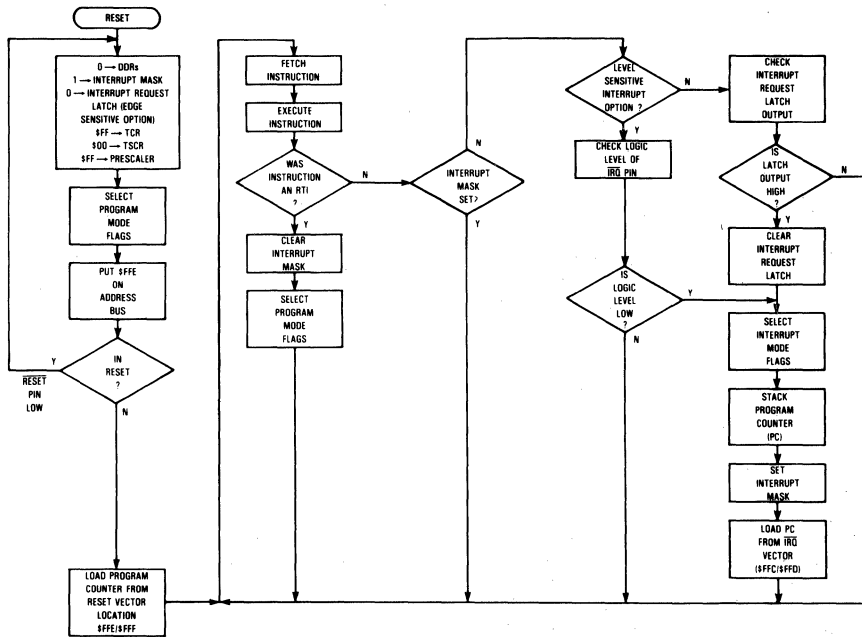 RESET
0 → DDRs
1 → INTERRUPT MASK
0 → INTERRUPT REQUEST
LATCH (EDGE
SENSITIVE OPTION)
$FF → TCR
$00 → TSCR
$FF → PRESCALER
SELECT
PROGRAM
MODE
FLAGS
PUT $FFE
ON
ADDRESS
BUS
IN
RESET
?
Y
RESET
PIN
LOW
N
LOAD PROGRAM
COUNTER FROM
RESET VECTOR
LOCATION
$FFE/$FFF
FETCH
INSTRUCTION
EXECUTE
INSTRUCTION
WAS
INSTRUCTION
AN RTI
?
N
Y
CLEAR
INTERRUPT
MASK
SELECT
PROGRAM
MODE
FLAGS
N
INTERRUPT
MASK
SET?
Y
LEVEL
SENSITIVE
INTERRUPT
OPTION ?
N
Y
CHECK LOGIC
LEVEL OF
IRQ PIN
IS
LOGIC
LEVEL
LOW
?
Y
N
CHECK
INTERRUPT
REQUEST
LATCH
OUTPUT
IS
LATCH
OUTPUT
HIGH
?
N
Y
CLEAR
INTERRUPT
REQUEST
LATCH
SELECT
INTERRUPT
MODE
FLAGS
STACK
PROGRAM
COUNTER
(PC)
SET
INTERRUPT
MASK
LOAD PC
FROM IRQ
VECTOR
($FFC/$FFD)